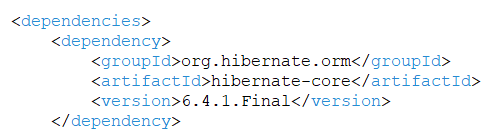 <dependencies>
    <dependency>
        <groupId>org.hibernate.orm</groupId>
        <artifactId>hibernate-core</artifactId>
        <version>6.4.1.Final</version>
    </dependency>